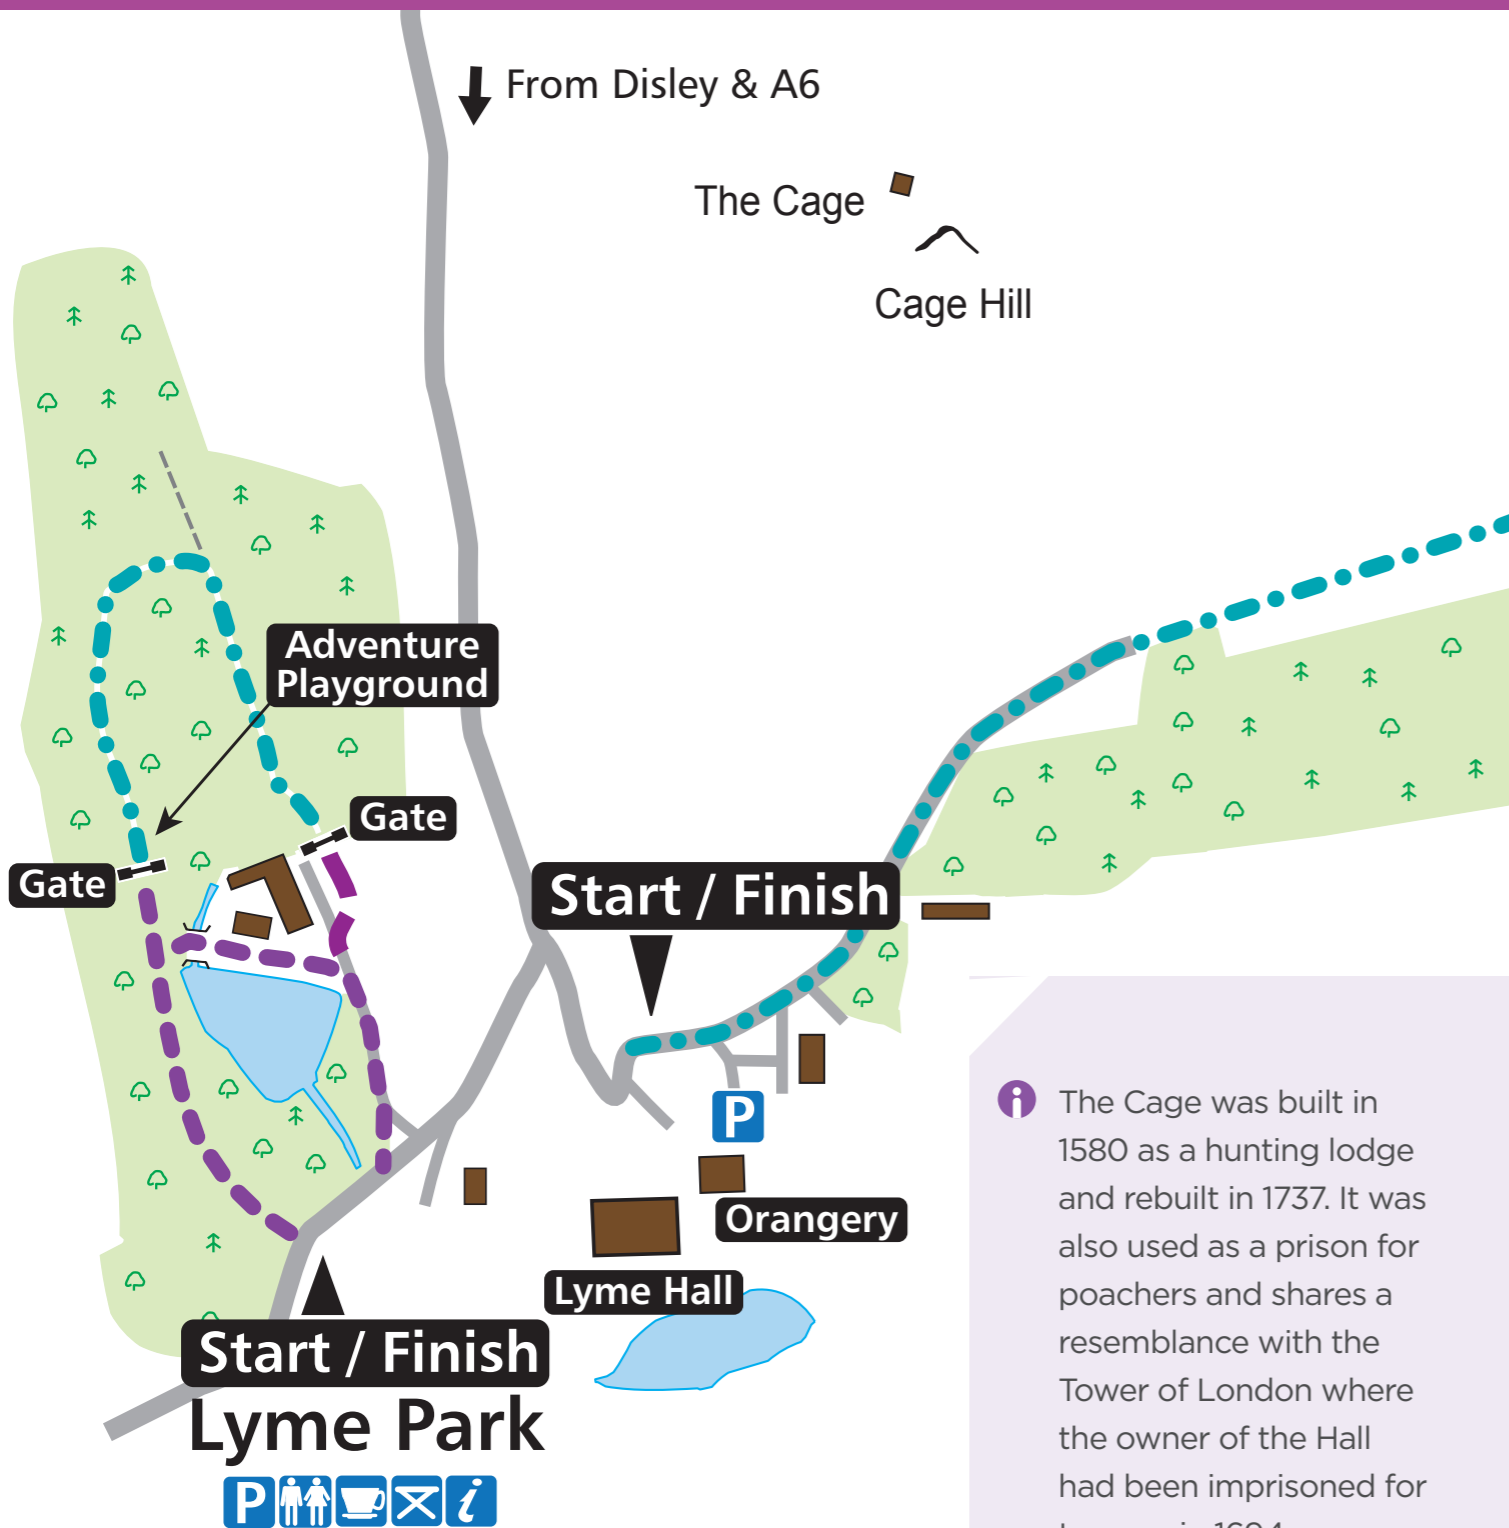 From Disley & A6
The Cage
Cage Hill
Adventure
Playground
Gate
Gate
Start / Finish
P
Orangery
Lyme Hall
Start / Finish
Lyme Park
P
i
The Cage was built in
1580 as a hunting lodge
and rebuilt in 1737. It was
also used as a prison for
poachers and shares a
resemblance with the
Tower of London where
the owner of the Hall
had been imprisoned for